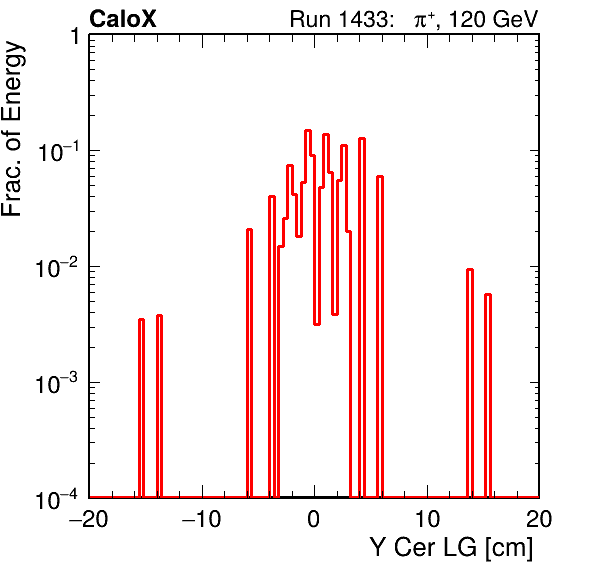 CaloX Run 1433: π⁺, 120 GeV
Frac. of Energy
1
10⁻¹
10⁻²
10⁻³
10⁻⁴
−20 −10 0 10 20
Y Cer LG [cm]